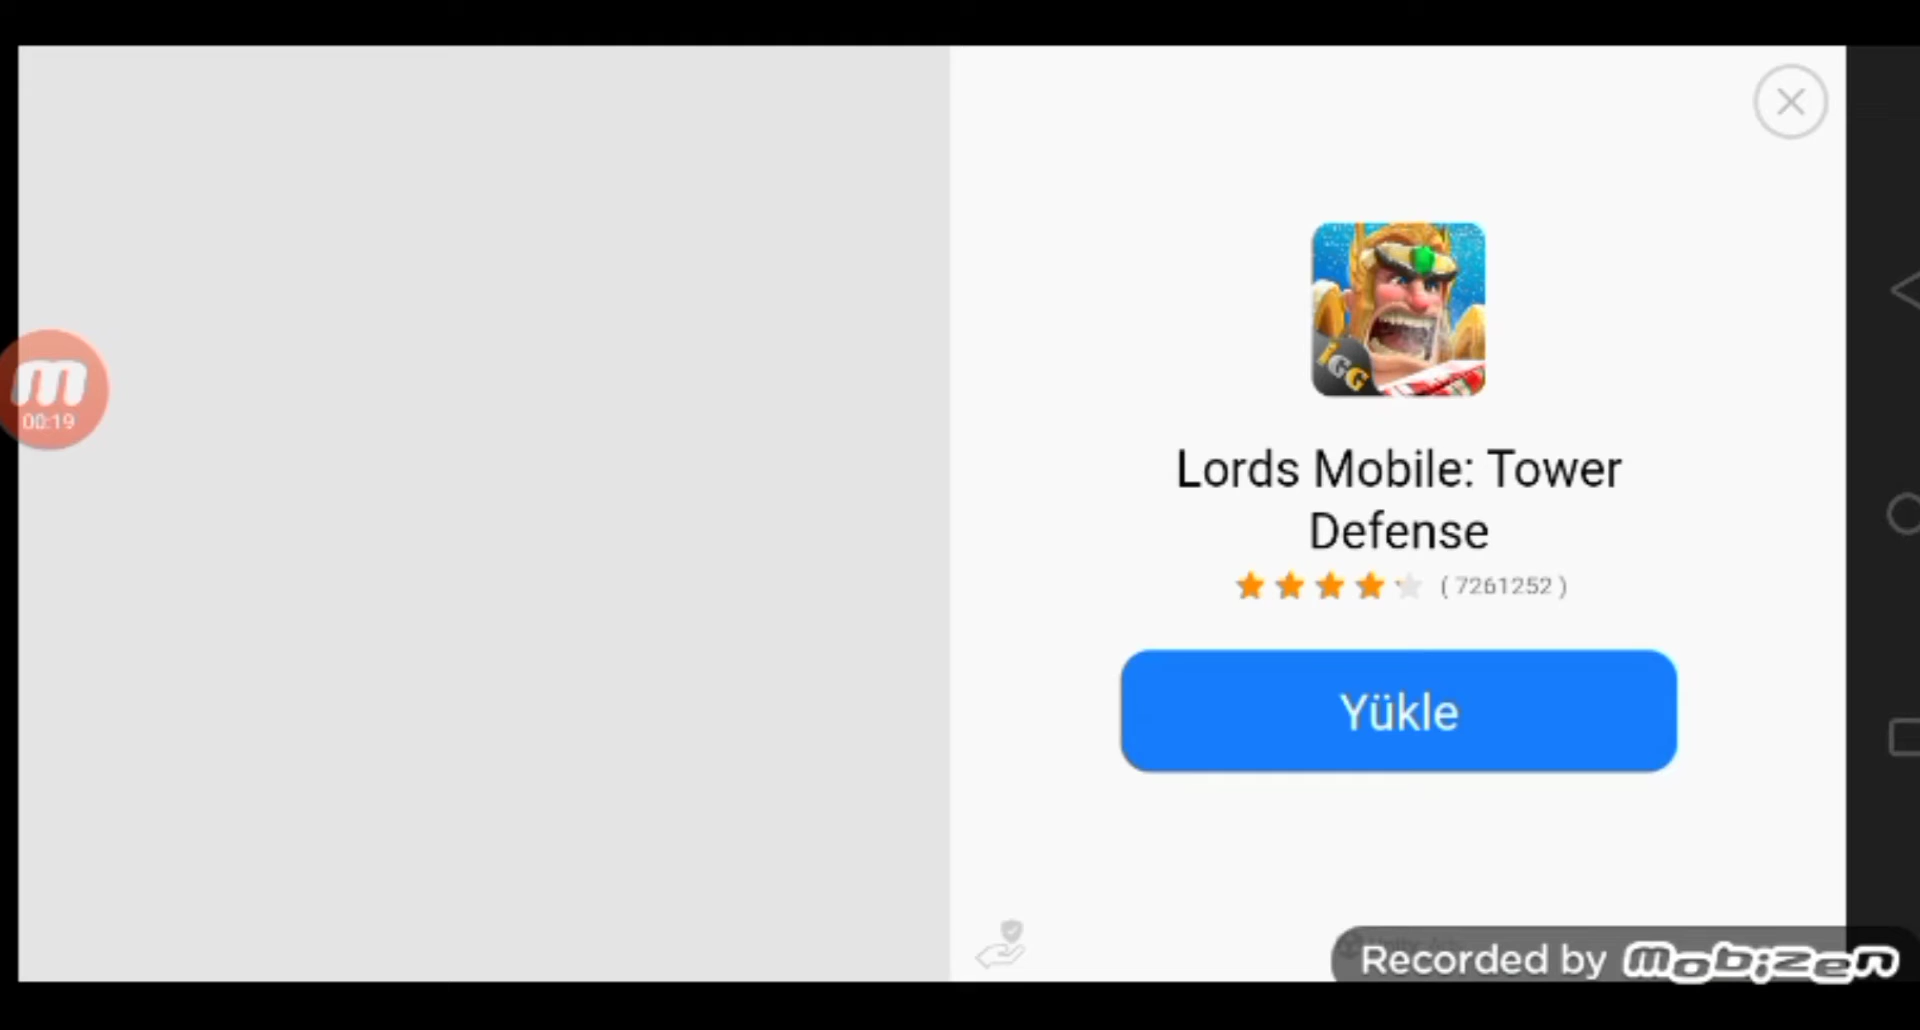 00:19
IGG
Lords Mobile: Tower
Defense
( 7261252 )
Yükle
Recorded by mobizen